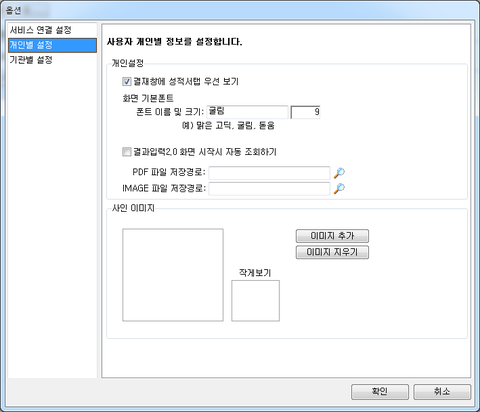 옵션
서비스 연결 설정
개인별 설정
기관별 설정
사용자 개인별 정보를 설정합니다.
개인설정
결재창에 성적서탭 우선 보기
화면 기본폰트
폰트 이름 및 크기: 굴림 9
예) 맑은 고딕, 굴림, 돋움
결과입력2,0 화면 시작시 자동 조회하기
PDF 파일 저장경로:
IMAGE 파일 저장경로:
사인 이미지
이미지 추가
이미지 지우기
작게보기
확인 취소